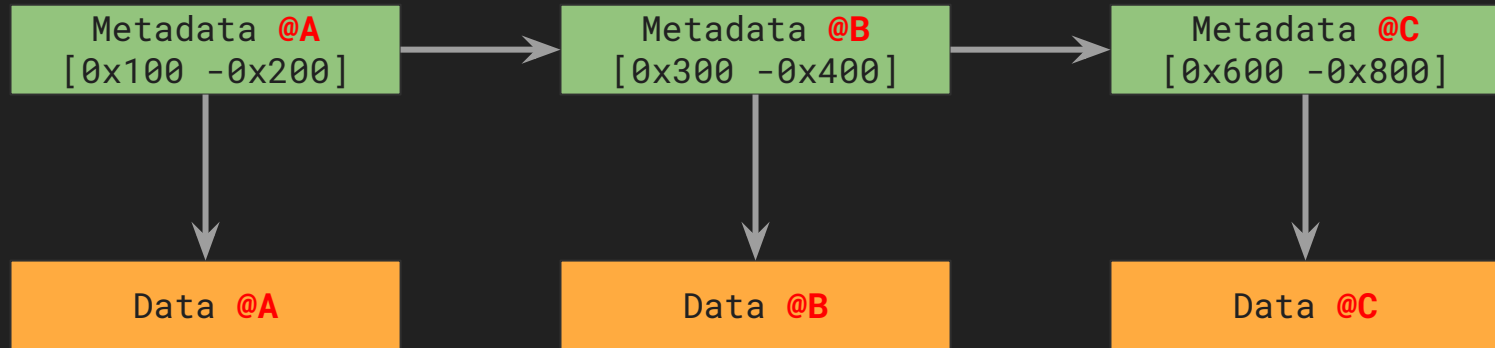 Metadata @A
[0x100 -0x200]
Metadata @B
[0x300 -0x400]
Metadata @C
[0x600 -0x800]
Data @A
Data @B
Data @C